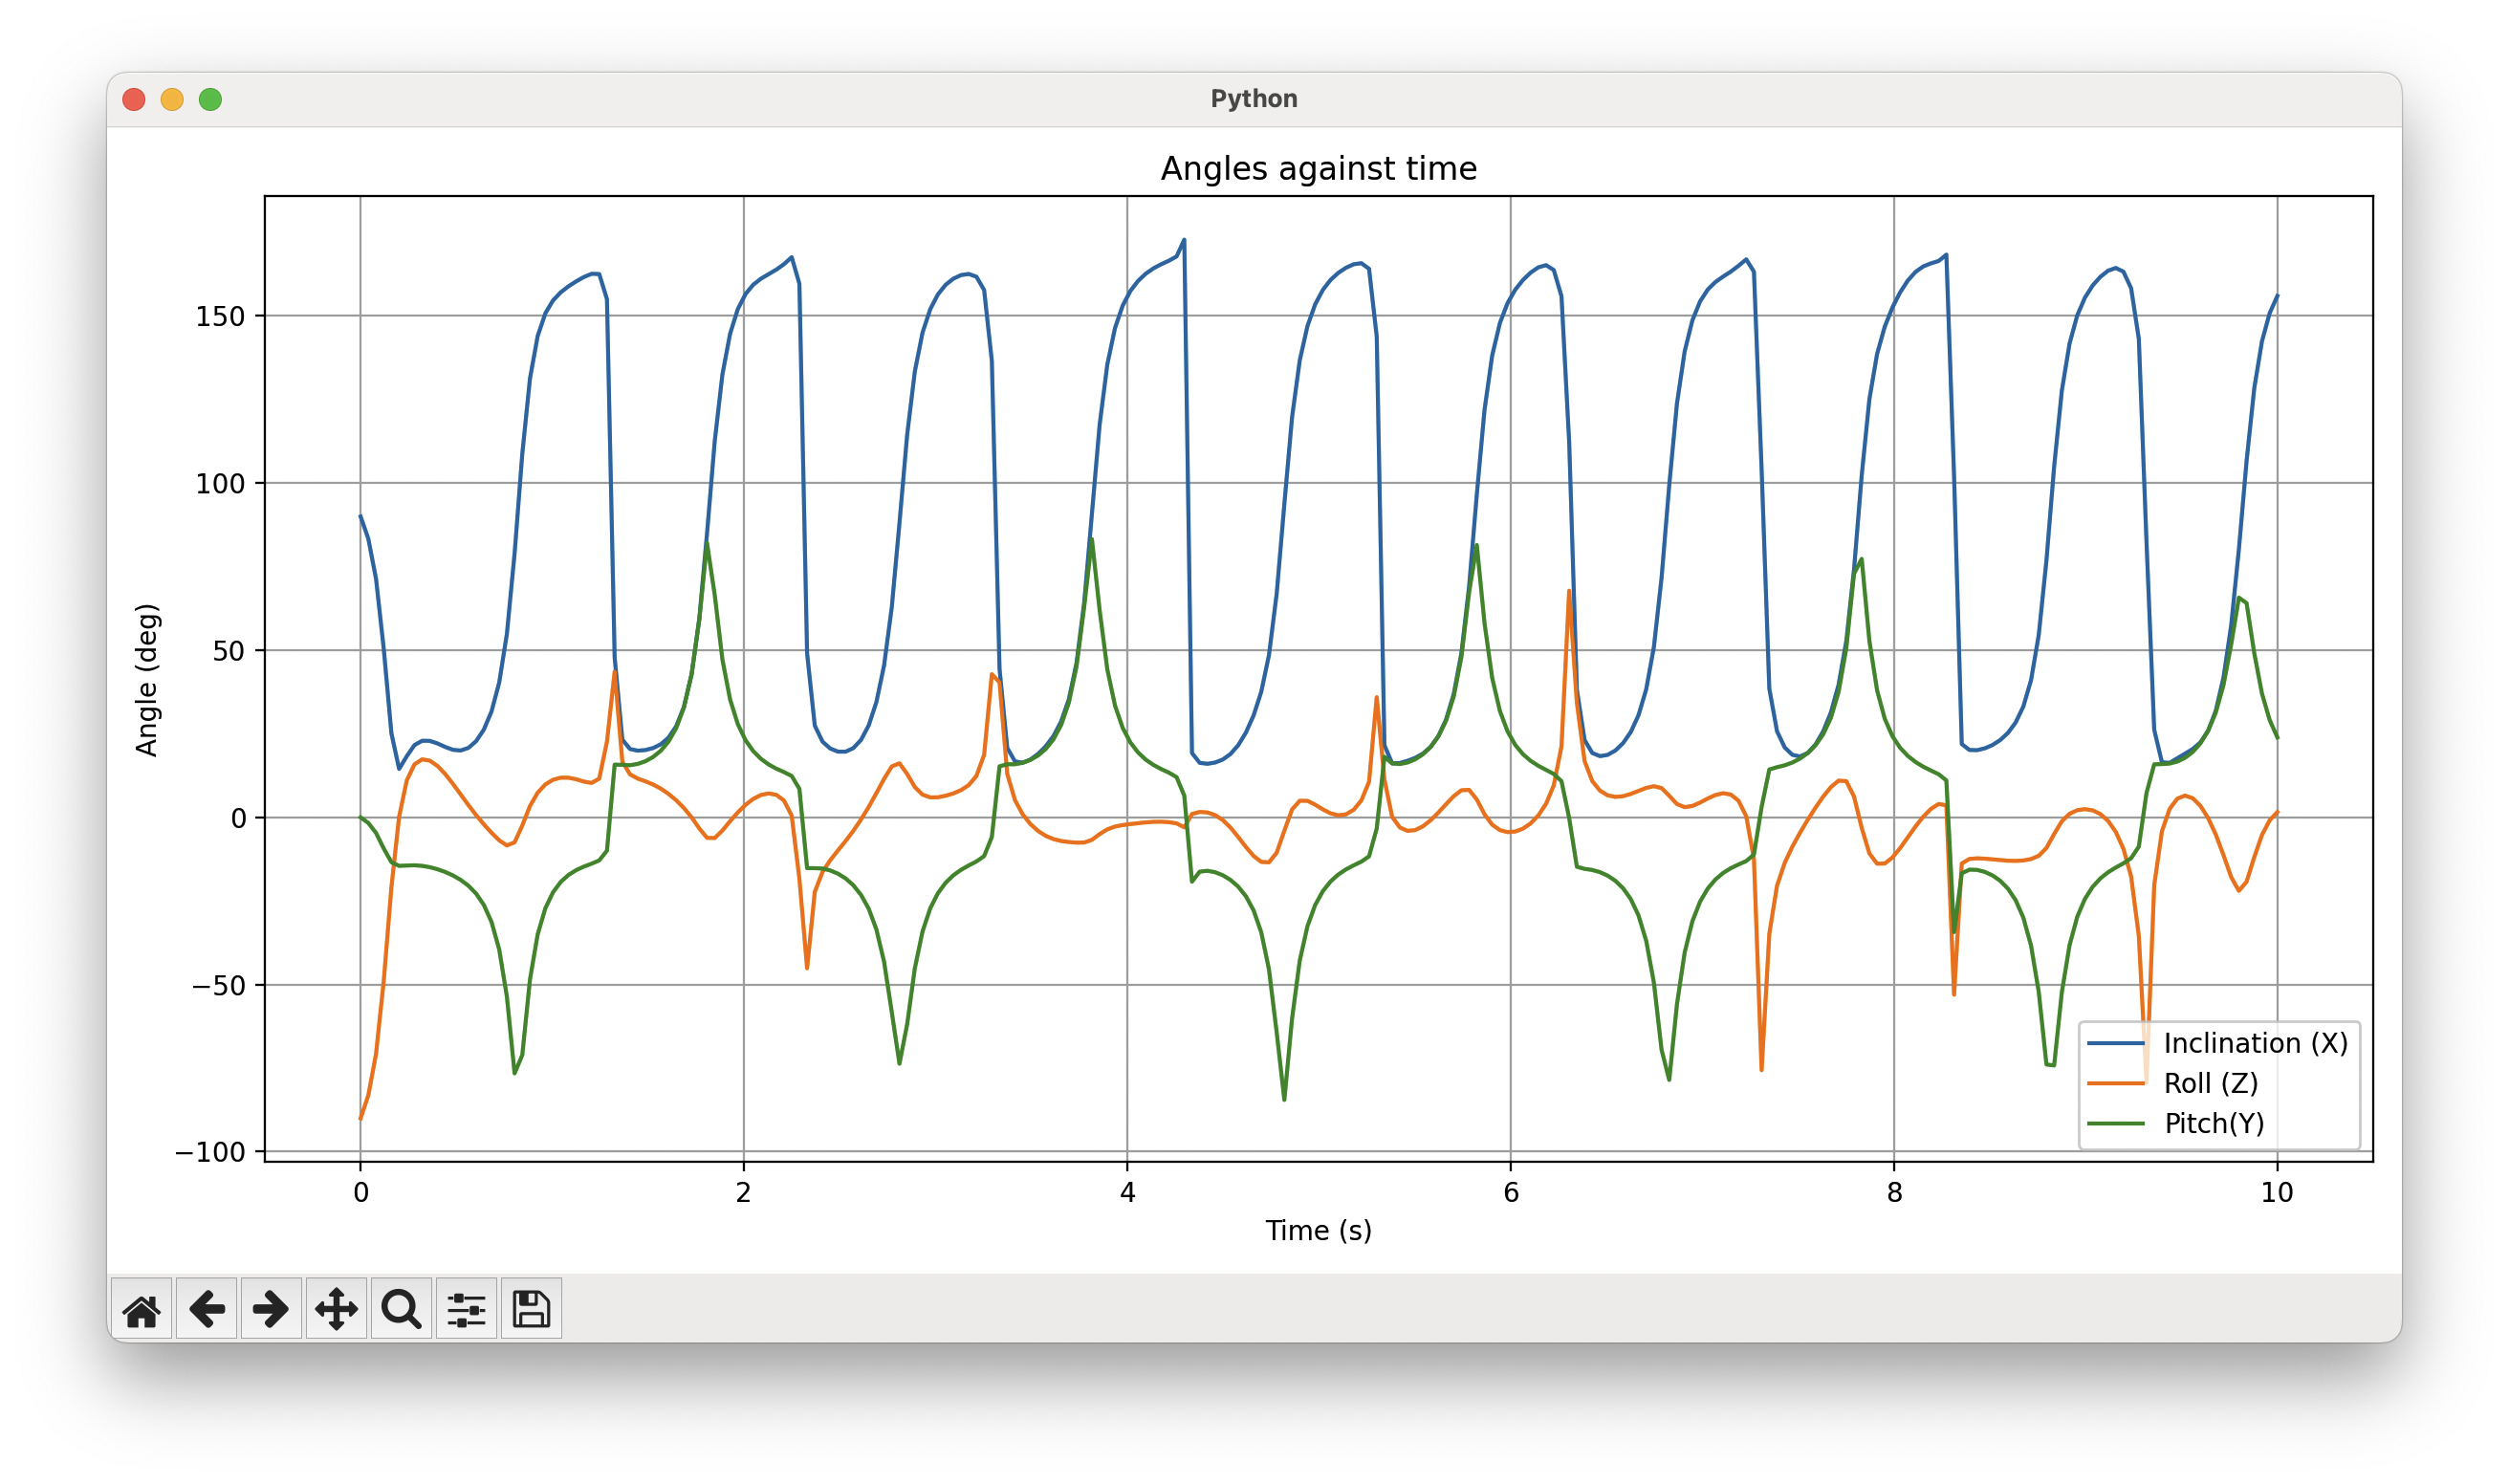 Python
Angles against time
150
100
50
0
−50
−100
Angle (deg)
0 2 4 6 8 10
Time (s)
Inclination (X)
Roll (Z)
Pitch(Y)